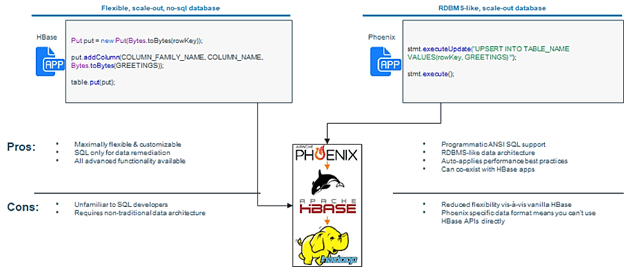 Flexible, scale-out, no-sql database
RDBMS-like, scale-out database
HBase
APP
Put put = new Put(Bytes.toBytes(rowKey));
put.addColumn(COLUMN_FAMILY_NAME, COLUMN_NAME,
Bytes.toBytes(GREETINGS));
table.put(put);
Phoenix
APP
stmt.executeUpdate("UPSERT INTO TABLE_NAME
VALUES(rowKey, GREETINGS)");
stmt.execute();
Pros:
Maximally flexible & customizable
SQL only for data remediation
All advanced functionality available
APACHE
PHOENIX
APACHE
HBASE
hadoop
Programmatic ANSI SQL support
RDBMS-like data architecture
Auto-applies performance best practices
Can co-exist with HBase apps
Cons:
Unfamiliar to SQL developers
Requires non-traditional data architecture
Reduced flexibility vis-à-vis vanilla HBase
Phoenix specific data format means you can't use
HBase APIs directly